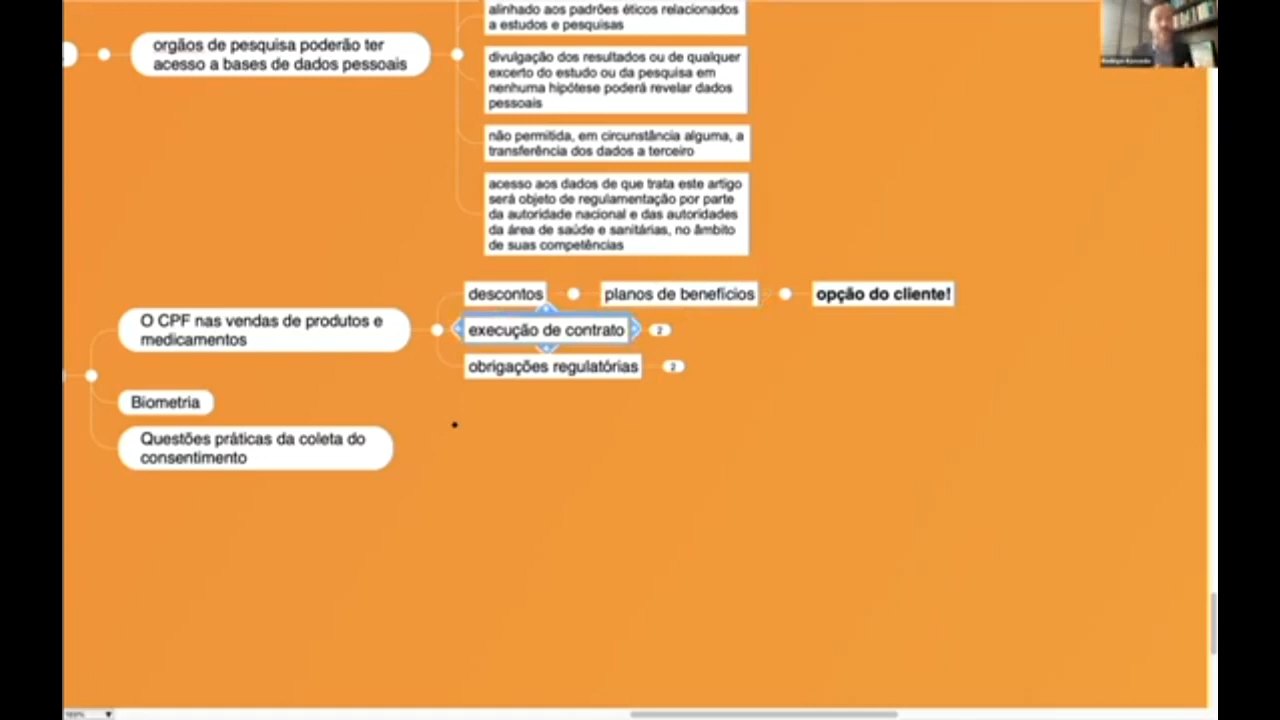 alinhado aos padrões éticos relacionados
a estudos e pesquisas
orgãos de pesquisa poderão ter
acesso a bases de dados pessoais
divulgação dos resultados ou de qualquer
excerto do estudo ou da pesquisa em
nenhuma hipótese poderá revelar dados
pessoais
não permitida, em circunstância alguma, a
transferência dos dados a terceiro
acesso aos dados de que trata este artigo
será objeto de regulamentação por parte
da autoridade nacional e das autoridades
da área de saúde e sanitárias, no âmbito
de suas competências
O CPF nas vendas de produtos e
medicamentos
descontos
planos de benefícios
opção do cliente!
execução de contrato
2
obrigações regulatórias
2
Biometria
Questões práticas da coleta do
consentimento